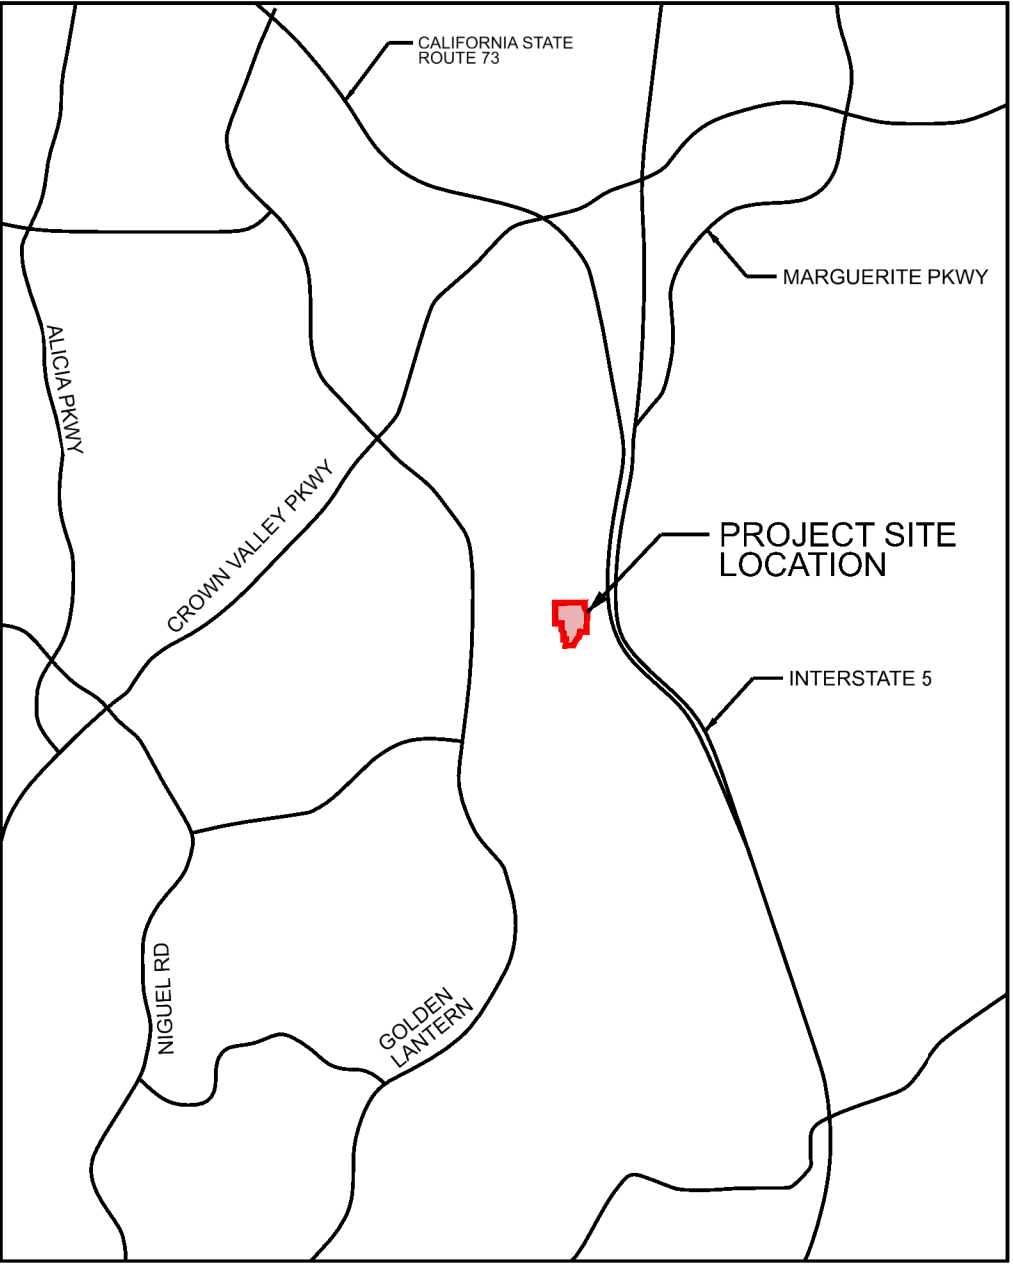 CALIFORNIA STATE
ROUTE 73
MARGUERITE PKWY
ALICIA PKWY
CROWN VALLEY PKWY
PROJECT SITE
LOCATION
INTERSTATE 5
NIGUEL RD
GOLDEN
LANTERN